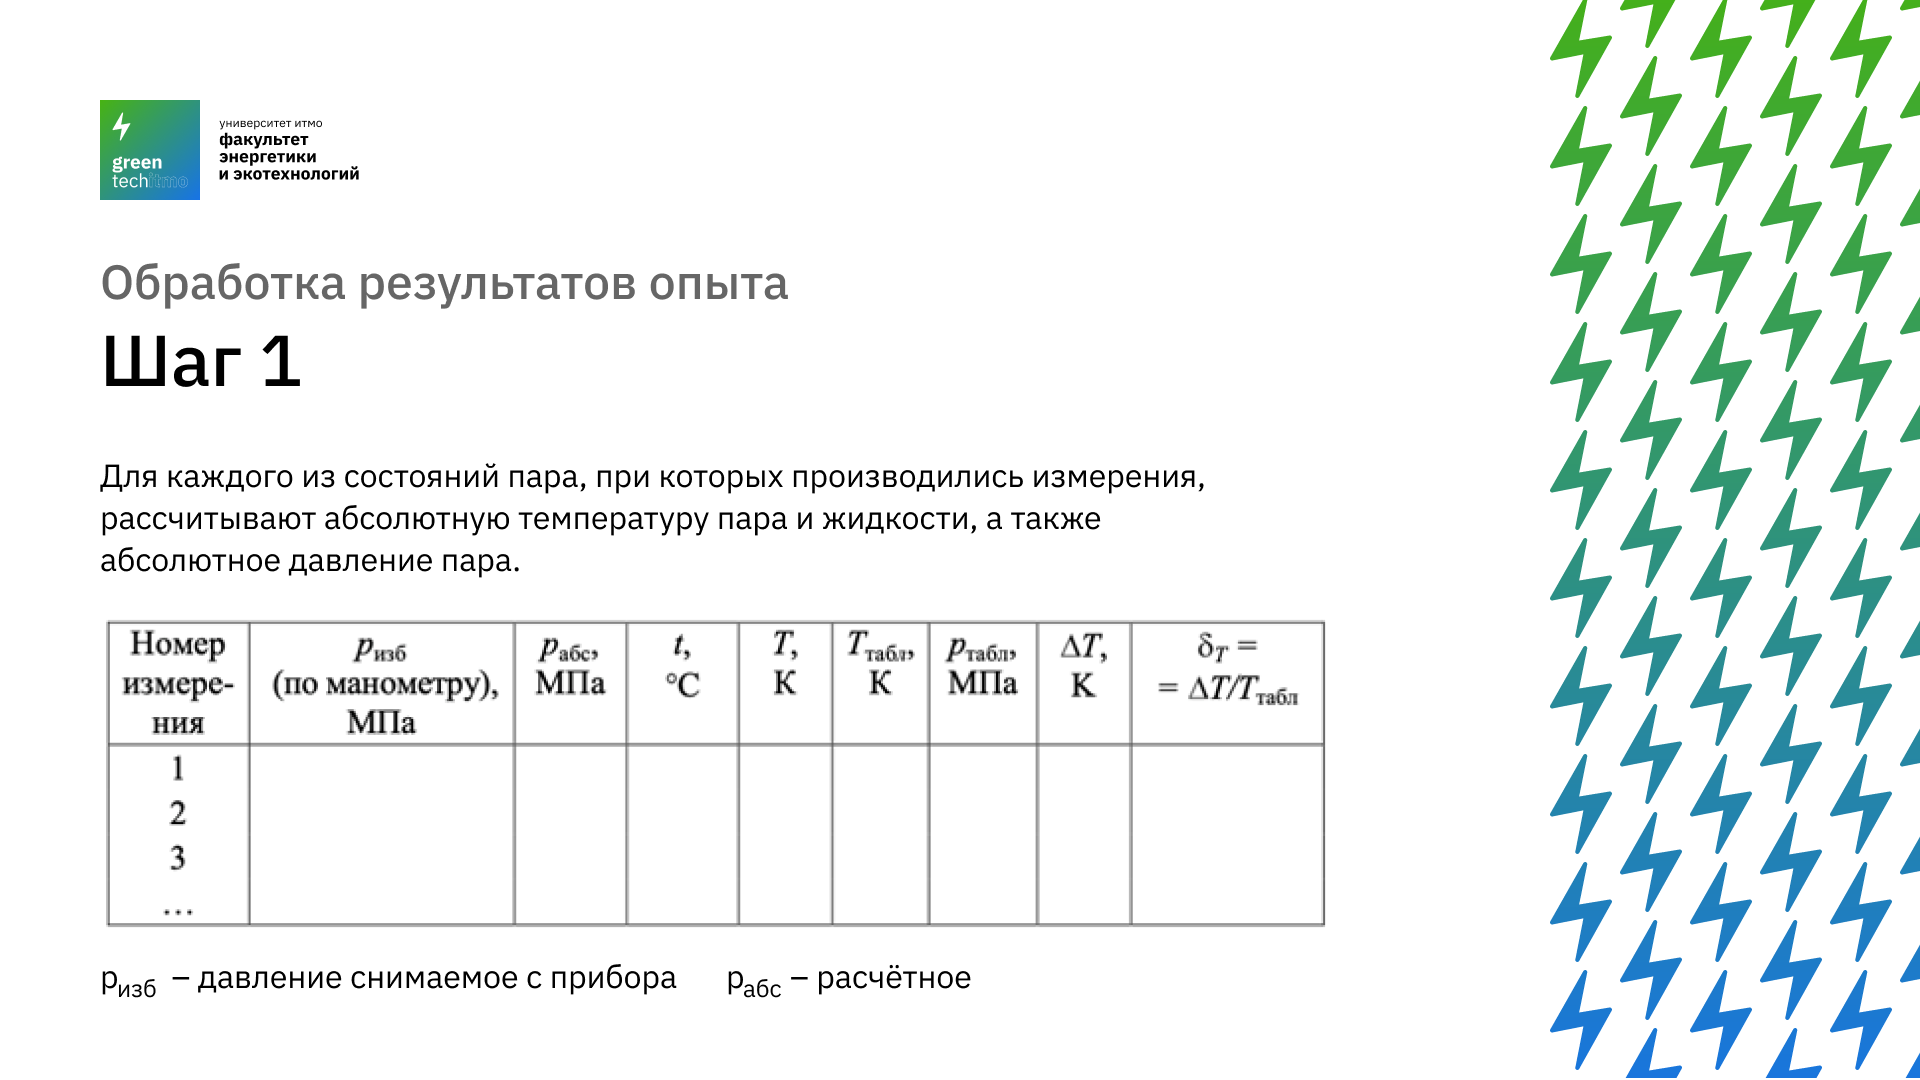 green
techitmo
университет итмо
факультет
энергетики
и экотехнологий
Обработка результатов опыта
Шаг 1
Для каждого из состояний пара, при которых производились измерения,
рассчитывают абсолютную температуру пара и жидкости, а также
абсолютное давление пара.
Номер измере-ния | pизб (по манометру), МПа | pабс, МПа | t, °C | T, К | Tтабл, К | pтабл, МПа | ΔT, К | δT = = ΔT/Tтабл
1
2
3
...
pизб – давление снимаемое с прибора pабс – расчётное